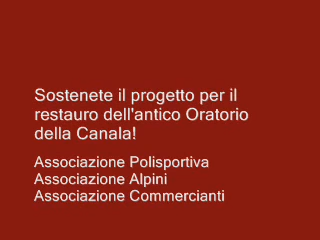 Sostenete il progetto per il
restauro dell'antico Oratorio
della Canala!
Associazione Polisportiva
Associazione Alpini
Associazione Commercianti